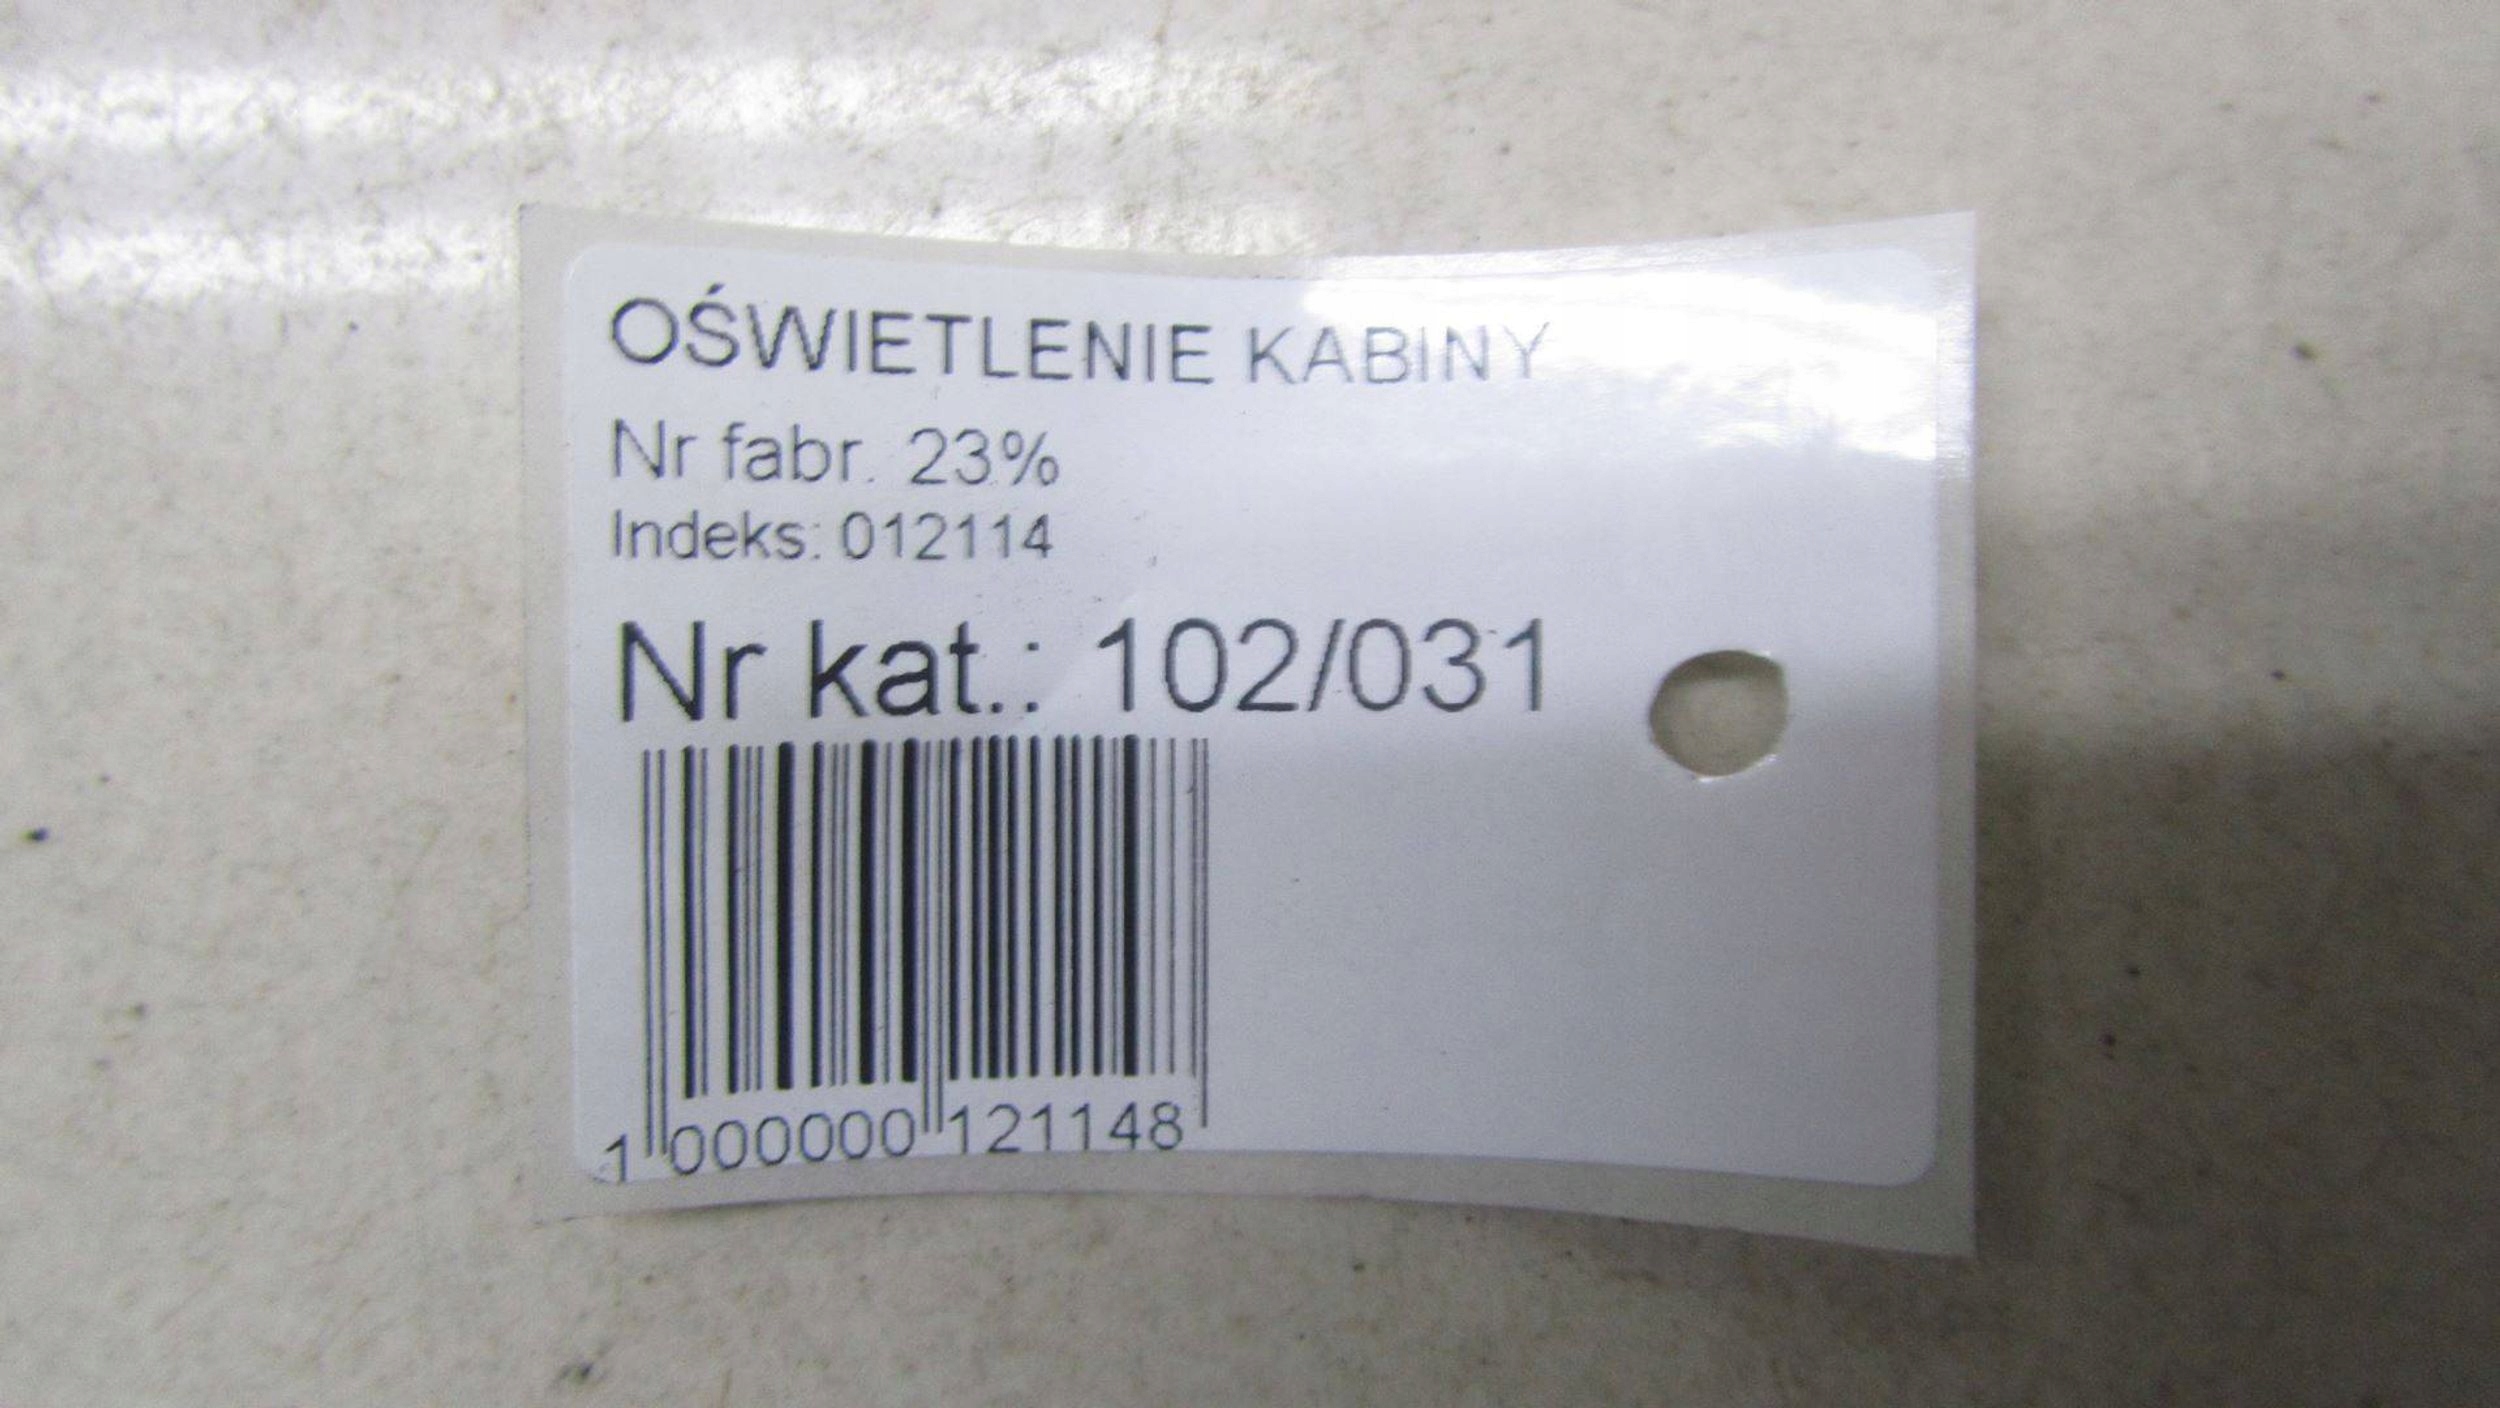 OŚWIETLENIE KABINY
Nr fabr. 23%
Indeks: 012114
Nr kat.: 102/031
1 000000 121148